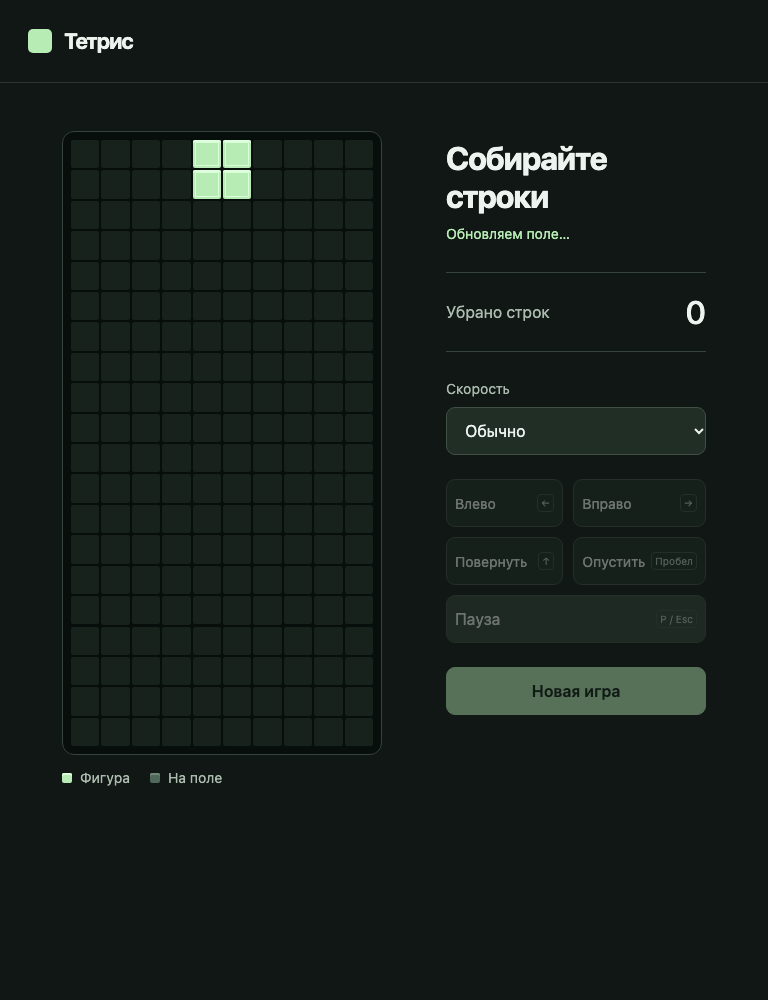 Тетрис
Собирайте
строки
Обновляем поле…
Убрано строк 0
Скорость
Обычно
Влево ←
Вправо →
Повернуть ↑
Опустить Пробел
Пауза P / Esc
Новая игра
Фигура
На поле